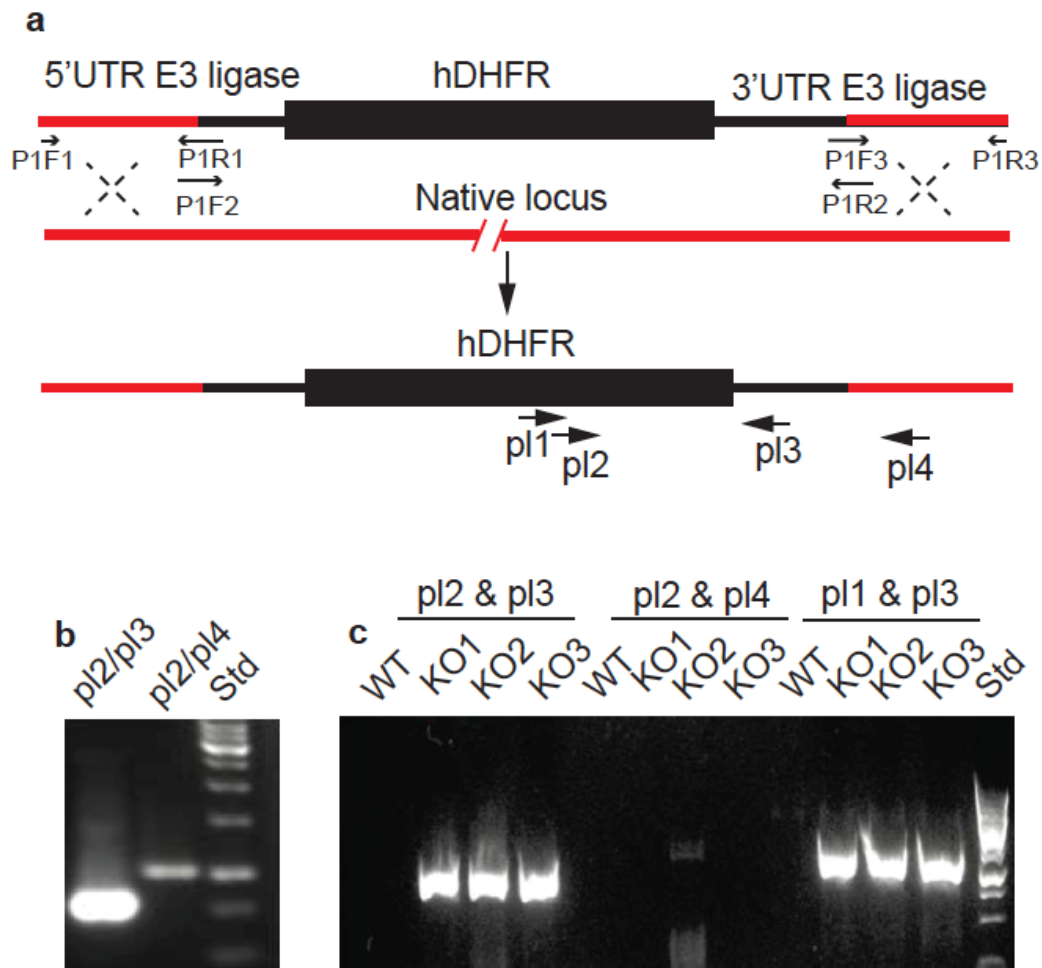 a
5'UTR E3 ligase hDHFR 3'UTR E3 ligase
P1F1 P1R1 P1F3 P1R3
P1F2 P1R2
Native locus
hDHFR
pl1 pl3
pl2 pl4
b
pl2/pl3 pl2/pl4 Std
c
pl2 & pl3 pl2 & pl4 pl1 & pl3
WT KO1 KO2 KO3 WT KO1 KO2 KO3 WT KO1 KO2 KO3 Std